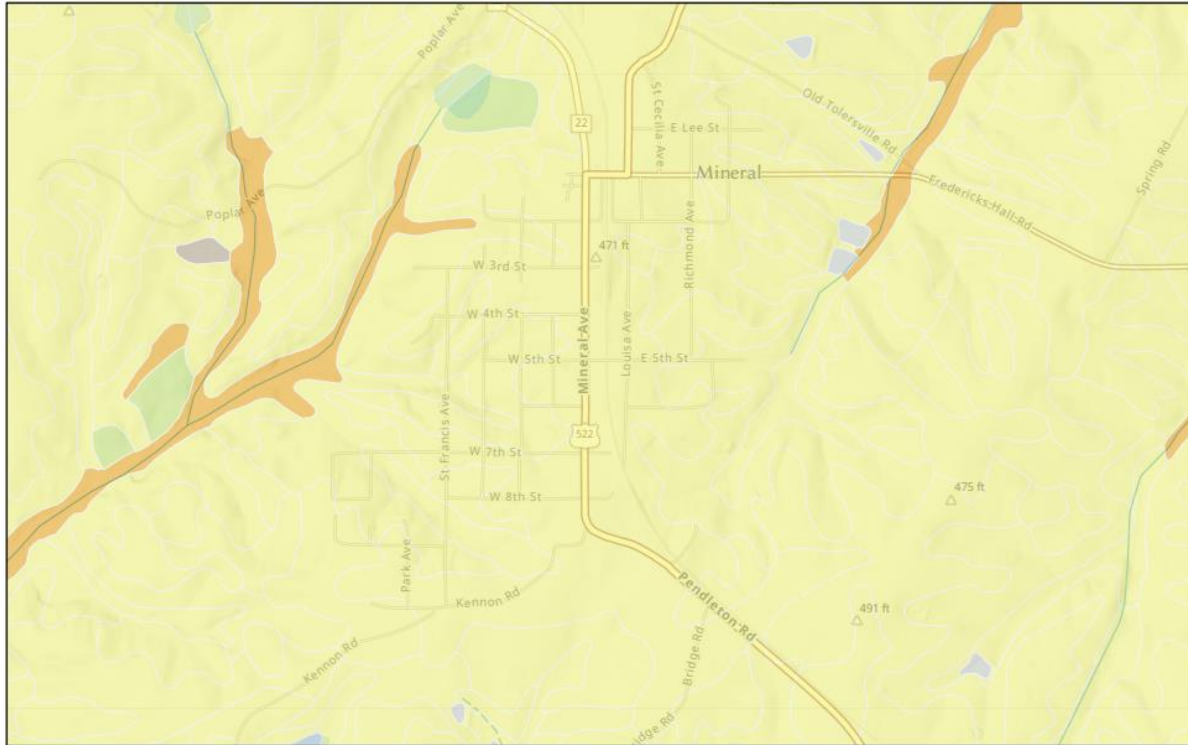 Poplar Ave
22
St Cecilia Ave
E Lee St
Old Tolersville Rd
Mineral
Spring Rd
Fredericks Hall Rd
Poplar Ave
Richmond Ave
471 ft
W 3rd St
W 4th St
Mineral Ave
Louisa Ave
W 5th St
E 5th St
St Francis Ave
522
W 7th St
475 ft
W 8th St
Park Ave
Kennon Rd
Pendleton Rd
491 ft
Kennon Rd
Bridge Rd
idge Rd